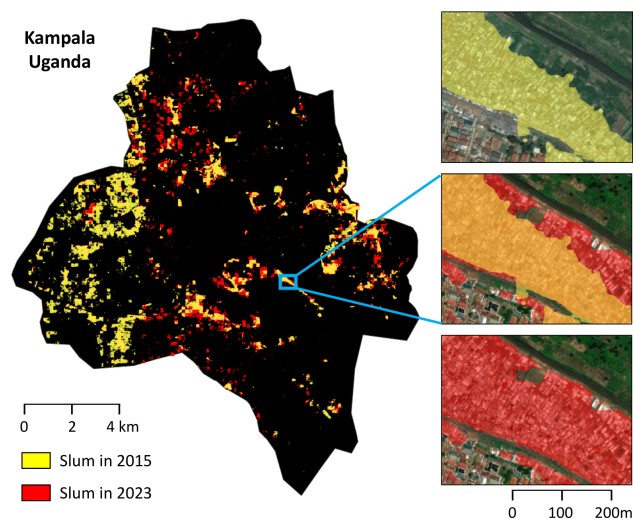 Kampala
Uganda
0 2 4 km
Slum in 2015
Slum in 2023
0 100 200m